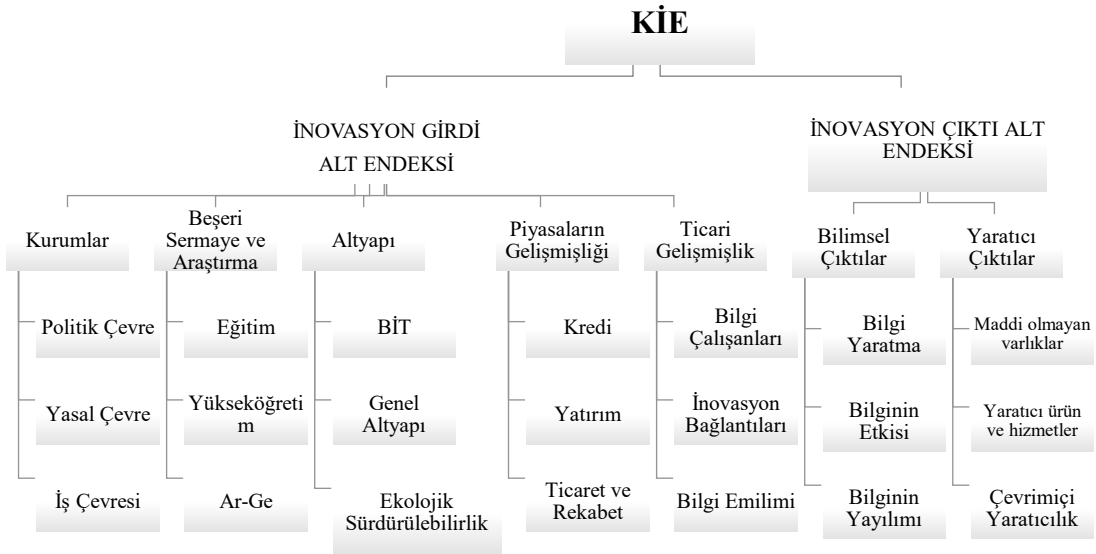 KİE
İNOVASYON GİRDİ
ALT ENDEKSİ
İNOVASYON ÇIKTI ALT
ENDEKSİ
Kurumlar
Politik Çevre
Yasal Çevre
İş Çevresi
Beşeri
Sermaye ve
Araştırma
Eğitim
Yükseköğreti
m
Ar-Ge
Altyapı
BİT
Genel
Altyapı
Ekolojik
Sürdürülebilirlik
Piyasaların
Gelişmişliği
Kredi
Yatırım
Ticaret ve
Rekabet
Ticari
Gelişmişlik
Bilgi
Çalışanları
İnovasyon
Bağlantıları
Bilgi Emilimi
Bilimsel
Çıktılar
Bilgi
Yaratma
Bilginin
Etkisi
Bilginin
Yayılımı
Yaratıcı
Çıktılar
Maddi olmayan
varlıklar
Yaratıcı ürün
ve hizmetler
Çevrimiçi
Yaratıcılık